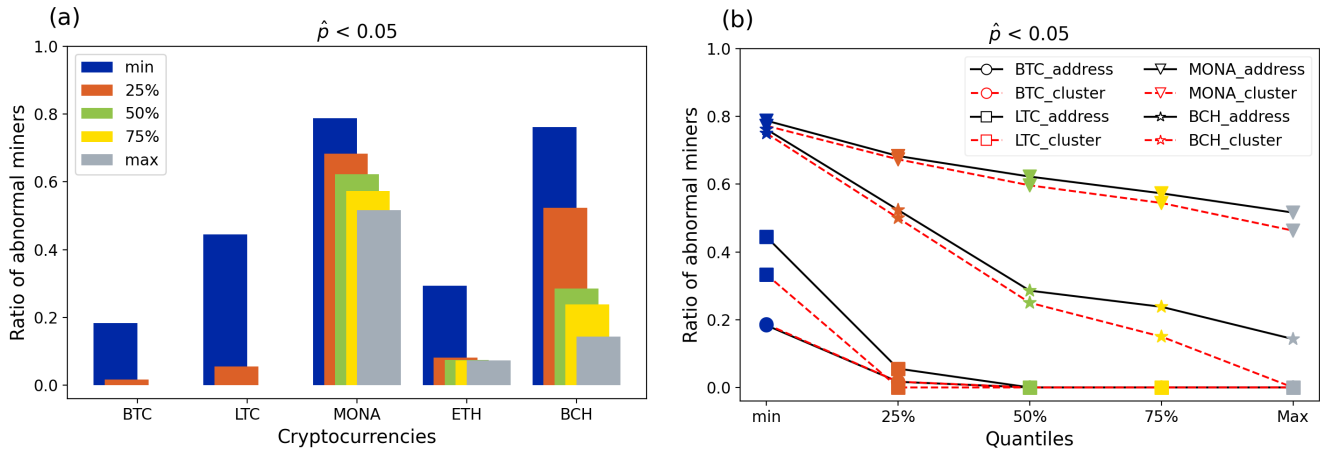 (a)
p̂ < 0.05
Ratio of abnormal miners
1.0
0.8
0.6
0.4
0.2
0.0
min
25%
50%
75%
max
BTC LTC MONA ETH BCH
Cryptocurrencies
(b)
p̂ < 0.05
Ratio of abnormal miners
1.0
0.8
0.6
0.4
0.2
0.0
BTC_address
BTC_cluster
LTC_address
LTC_cluster
MONA_address
MONA_cluster
BCH_address
BCH_cluster
min 25% 50% 75% Max
Quantiles